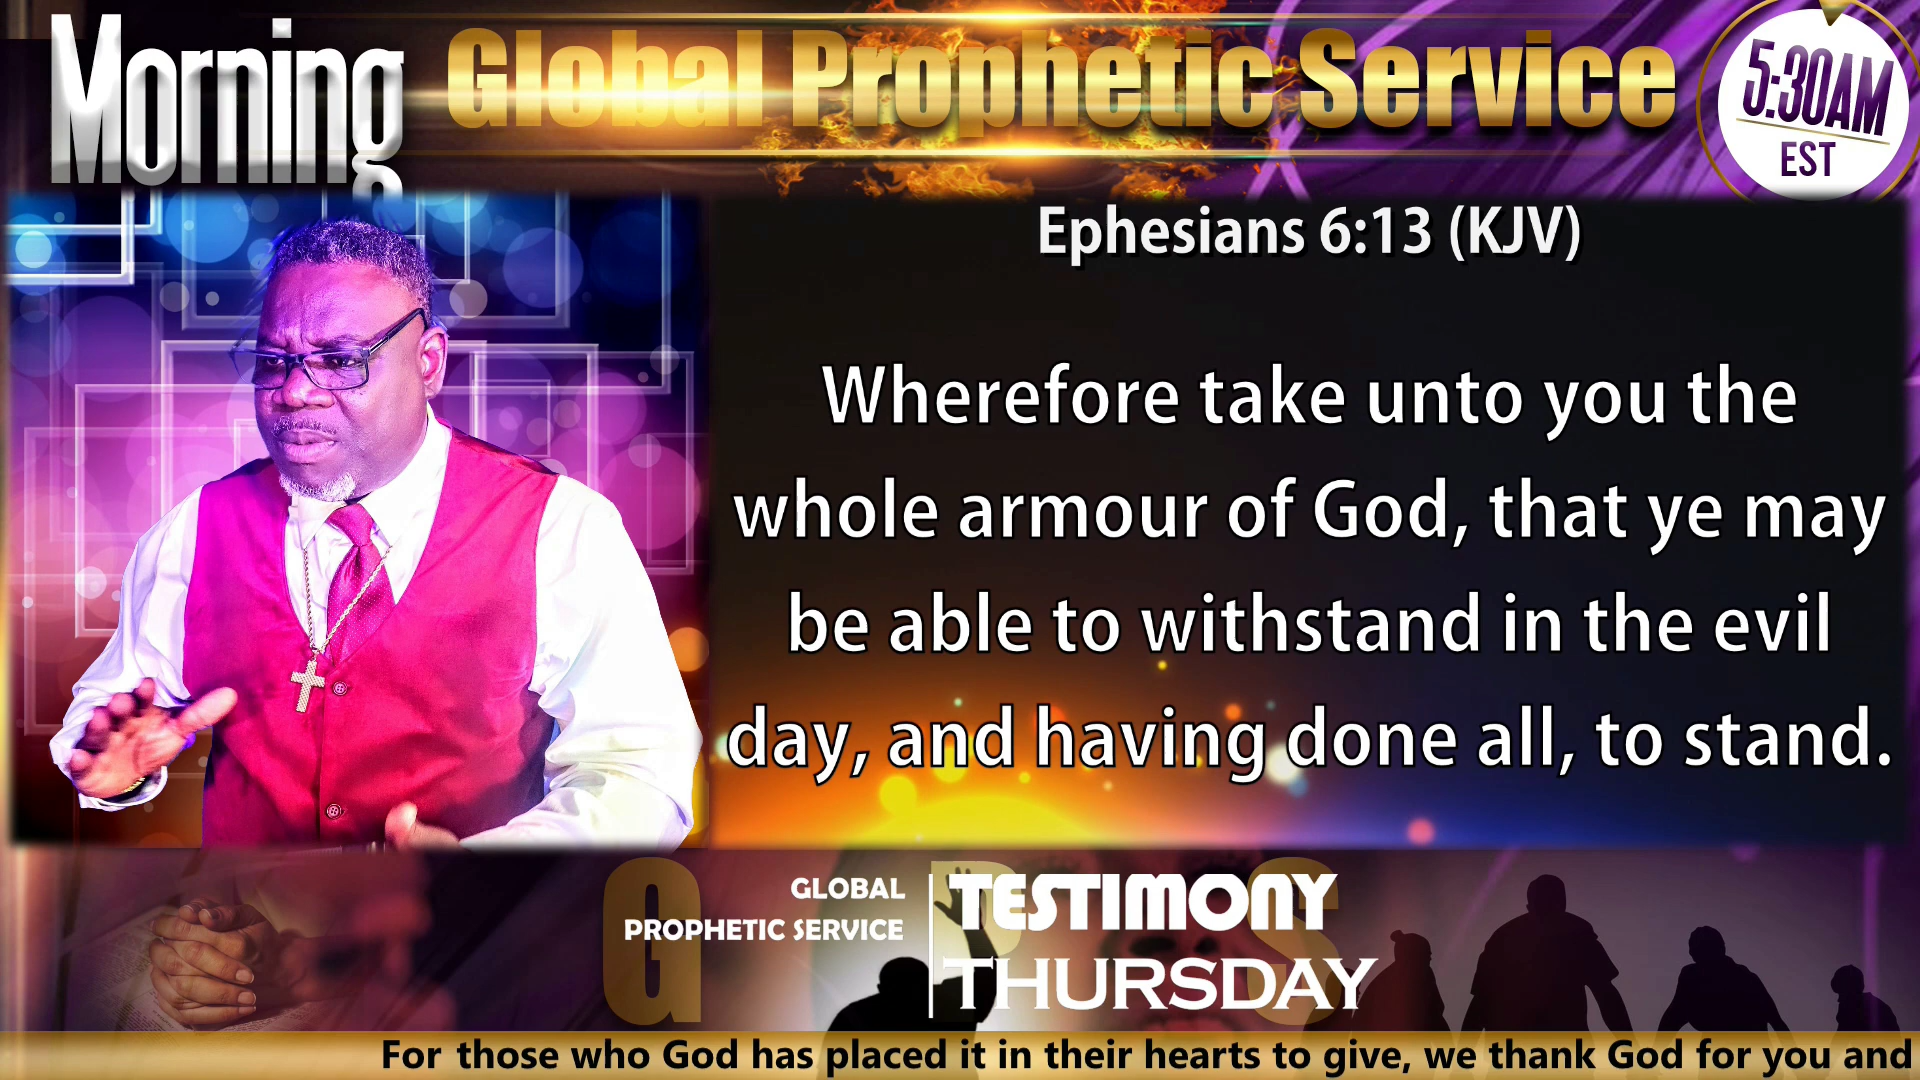 Morning
Global Prophetic Service
5:30AM
EST
Ephesians 6:13 (KJV)
Wherefore take unto you the
whole armour of God, that ye may
be able to withstand in the evil
day, and having done all, to stand.
G P S
GLOBAL
PROPHETIC SERVICE
TESTIMONY
THURSDAY
For those who God has placed it in their hearts to give, we thank God for you and